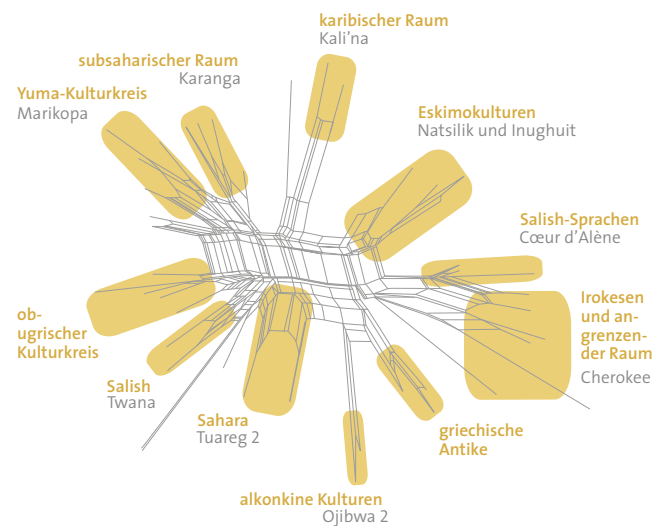 karibischer Raum
Kali’na
subsaharischer Raum
Karanga
Yuma-Kulturkreis
Marikopa
Eskimokulturen
Natsilik und Inughuit
Salish-Sprachen
Cœur d’Alène
Irokesen
und an-
grenzen-
der Raum
Cherokee
ob-
ugrischer
Kulturkreis
Salish
Twana
Sahara
Tuareg 2
griechische
Antike
alkonkine Kulturen
Ojibwa 2